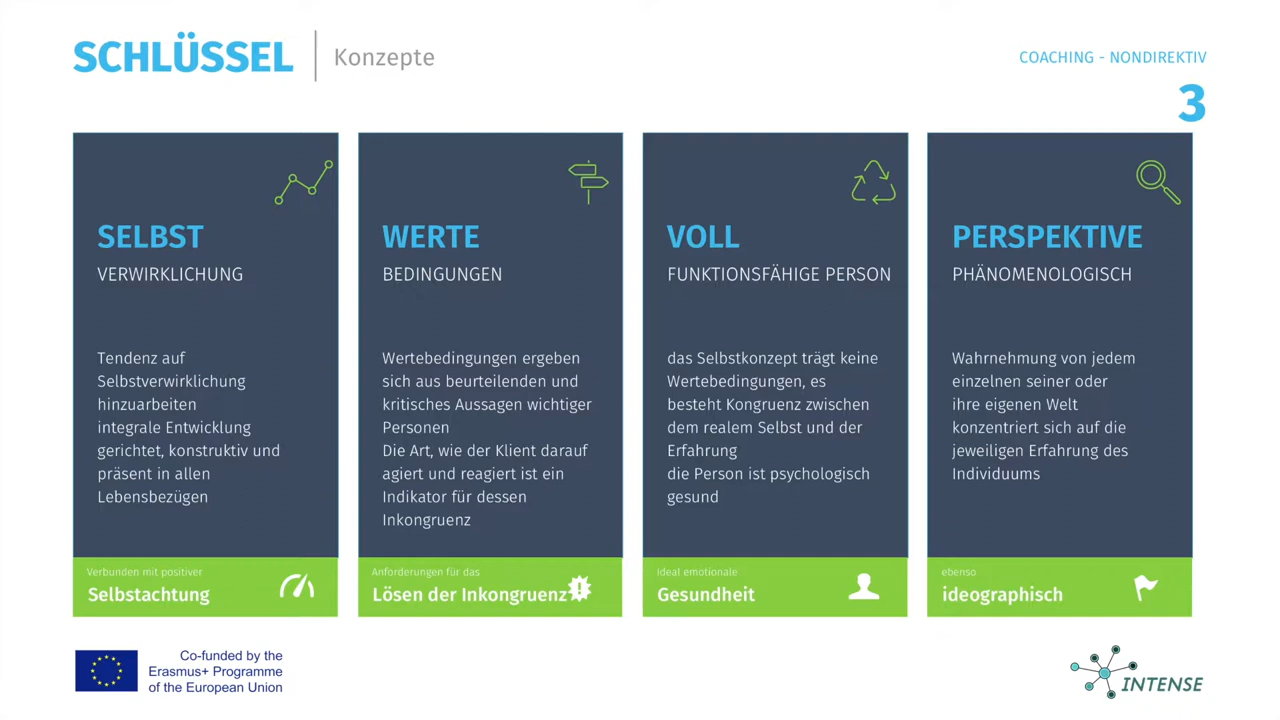 SCHLÜSSEL
Konzepte
COACHING - NONDIREKTIV
3
SELBST
VERWIRKLICHUNG
Tendenz auf
Selbstverwirklichung
hinzuarbeiten
integrale Entwicklung
gerichtet, konstruktiv und
präsent in allen
Lebensbezügen
Verbunden mit positiver
Selbstachtung
WERTE
BEDINGUNGEN
Wertebedingungen ergeben
sich aus beurteilenden und
kritisches Aussagen wichtiger
Personen
Die Art, wie der Klient darauf
agiert und reagiert ist ein
Indikator für dessen
Inkongruenz
Anforderungen für das
Lösen der Inkongruenz
VOLL
FUNKTIONSFÄHIGE PERSON
das Selbstkonzept trägt keine
Wertebedingungen, es
besteht Kongruenz zwischen
dem realem Selbst und der
Erfahrung
die Person ist psychologisch
gesund
Ideal emotionale
Gesundheit
PERSPEKTIVE
PHÄNOMENOLOGISCH
Wahrnehmung von jedem
einzelnen seiner oder
ihre eigenen Welt
konzentriert sich auf die
jeweiligen Erfahrung des
Individuums
ebenso
ideographisch
Co-funded by the
Erasmus+ Programme
of the European Union
INTENSE